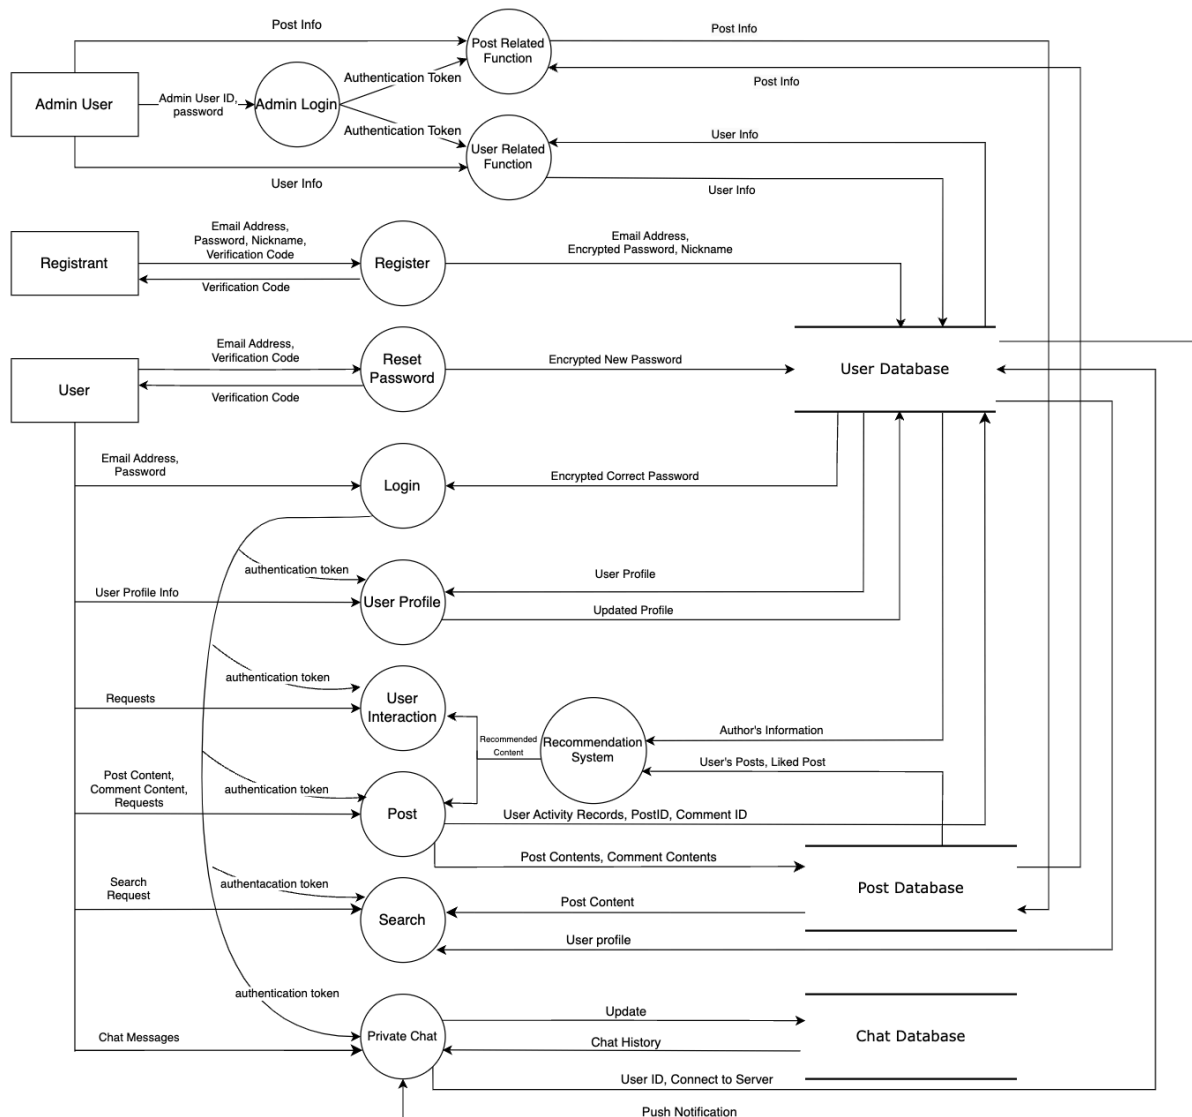 Post Info
Post Related
Function
Post Info
Post Info
Admin User
Admin User ID,
password
Admin Login
Authentication Token
Authentication Token
User Related
Function
User Info
User Info
User Info
Registrant
Email Address,
Password, Nickname,
Verification Code
Verification Code
Register
Email Address,
Encrypted Password, Nickname
User
Email Address,
Verification Code
Verification Code
Reset
Password
Encrypted New Password
User Database
Email Address,
Password
Login
Encrypted Correct Password
authentication token
User Profile Info
User Profile
User Profile
Updated Profile
authentication token
Requests
User
Interaction
Recommended
Content
Recommendation
System
Author's Information
User's Posts, Liked Post
Post Content,
Comment Content,
Requests
authentication token
Post
User Activity Records, PostID, Comment ID
Post Contents, Comment Contents
Post Database
Search
Request
authentacation token
Search
Post Content
User profile
authentication token
Chat Messages
Private Chat
Update
Chat History
Chat Database
User ID, Connect to Server
Push Notification